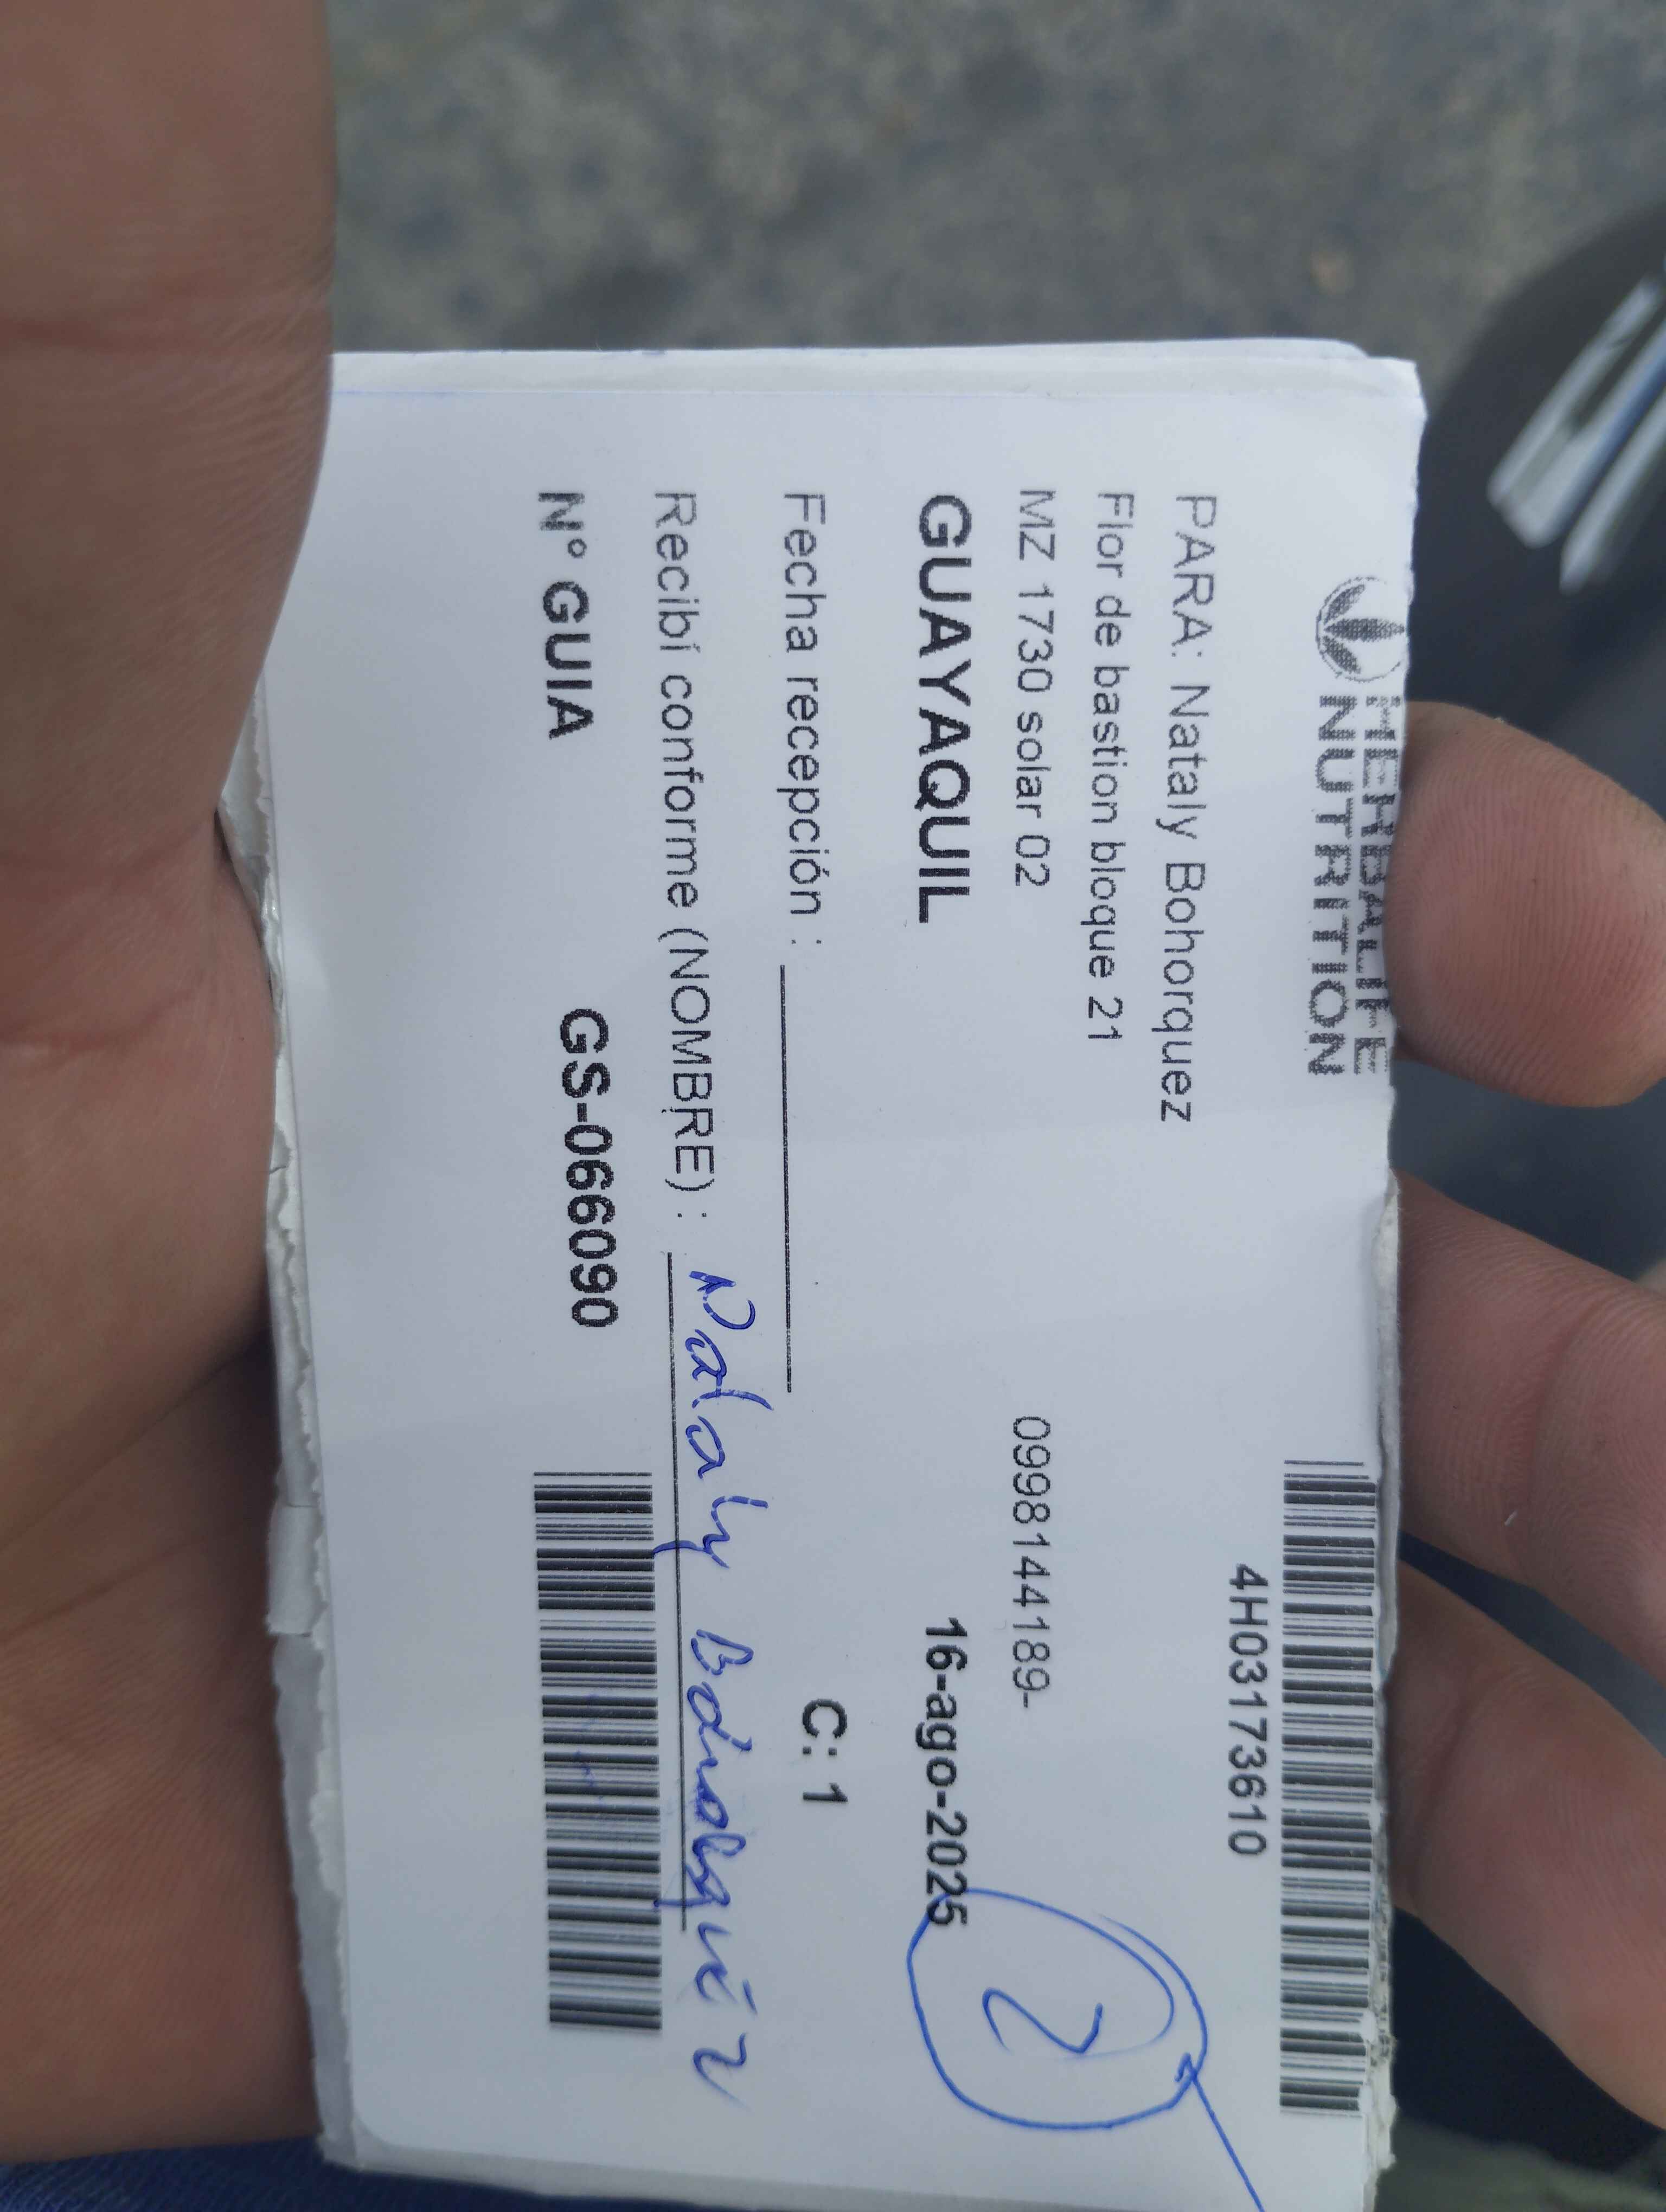 HERBALIFE
NUTRITION
4H03173610
PARA: Nataly Bohorquez
Flor de bastion bloque 21
MZ 1730 solar 02 0998144189-
GUAYAQUIL 16-ago-2025
2
Fecha recepción : C: 1
Recibí conforme (NOMBRE) : Nataly Bohorquez
N° GUIA GS-066090